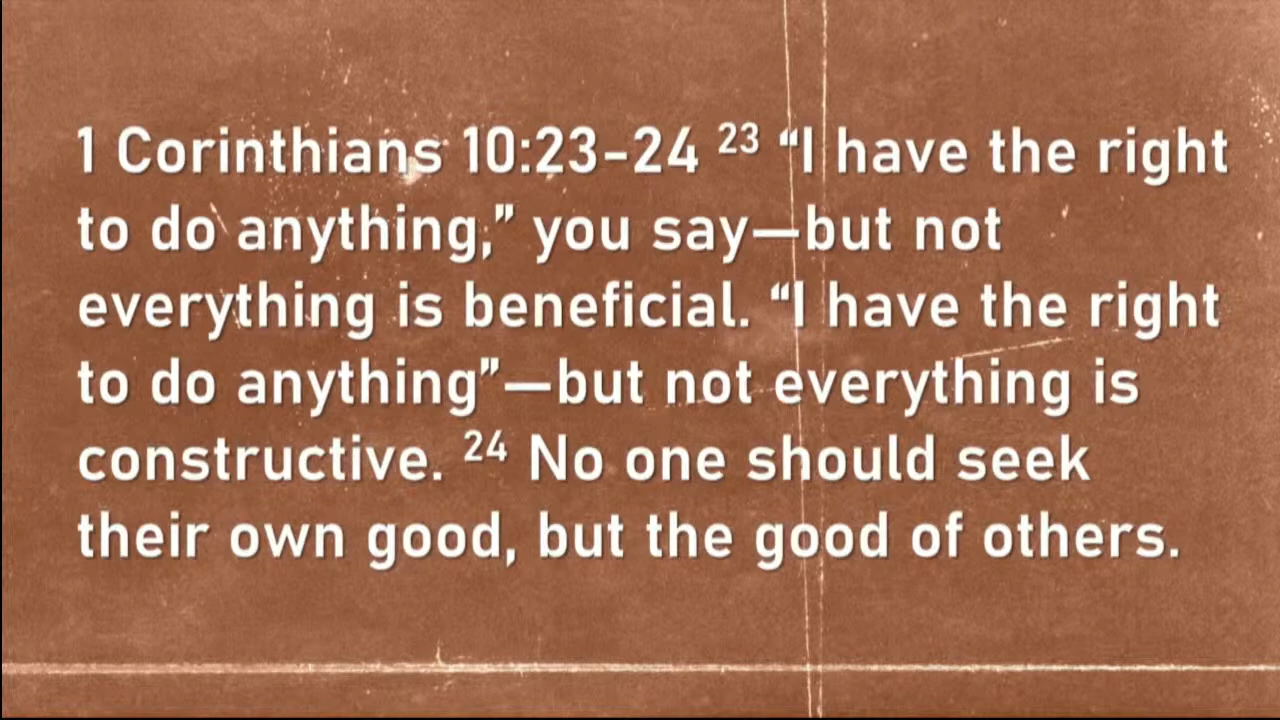 1 Corinthians 10:23-24 ²³ “I have the right
to do anything,” you say—but not
everything is beneficial. “I have the right
to do anything”—but not everything is
constructive. ²⁴ No one should seek
their own good, but the good of others.